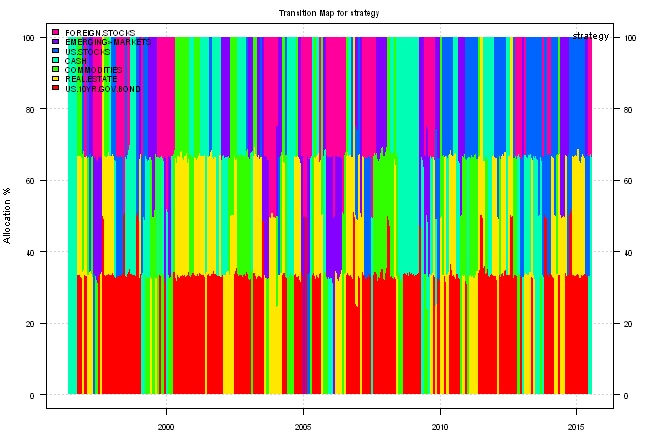 Transition Map for strategy
strategy
FOREIGN.STOCKS
EMERGING>MARKETS
US.STOCKS
CASH
COMMODITIES
REAL.ESTATE
US.10YR.GOV.BOND
Allocation %
100 100
80 80
60 60
40 40
20 20
0 0
2000 2005 2010 2015